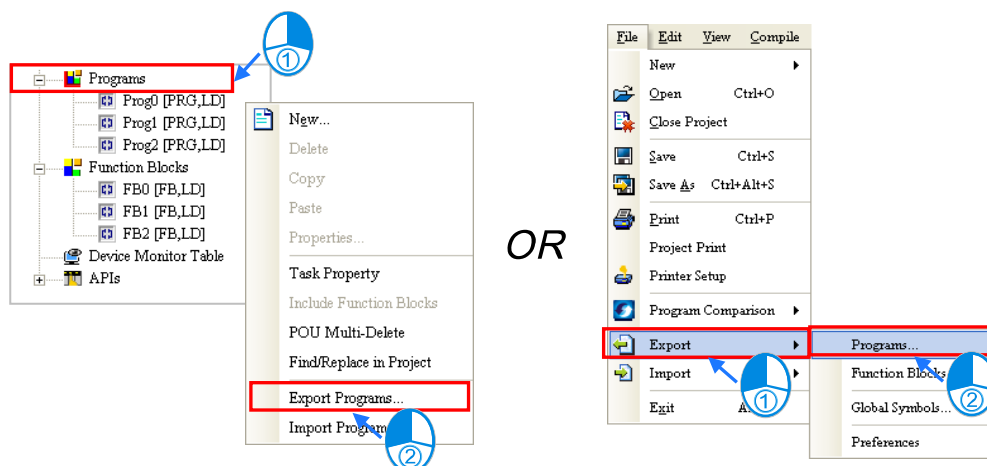 Programs
Prog0 [PRG,LD]
Prog1 [PRG,LD]
Prog2 [PRG,LD]
Function Blocks
FB0 [FB,LD]
FB1 [FB,LD]
FB2 [FB,LD]
Device Monitor Table
APIs
1
New...
Delete
Copy
Paste
Properties...
Task Property
Include Function Blocks
POU Multi-Delete
Find/Replace in Project
Export Programs...
Import Program
2
OR
File Edit View Compile
New
Open Ctrl+O
Close Project
Save Ctrl+S
Save As Ctrl+Alt+S
Print Ctrl+P
Project Print
Printer Setup
Program Comparison
Export
Import
Exit
1
Programs...
Function Blocks
Global Symbols...
Preferences
2